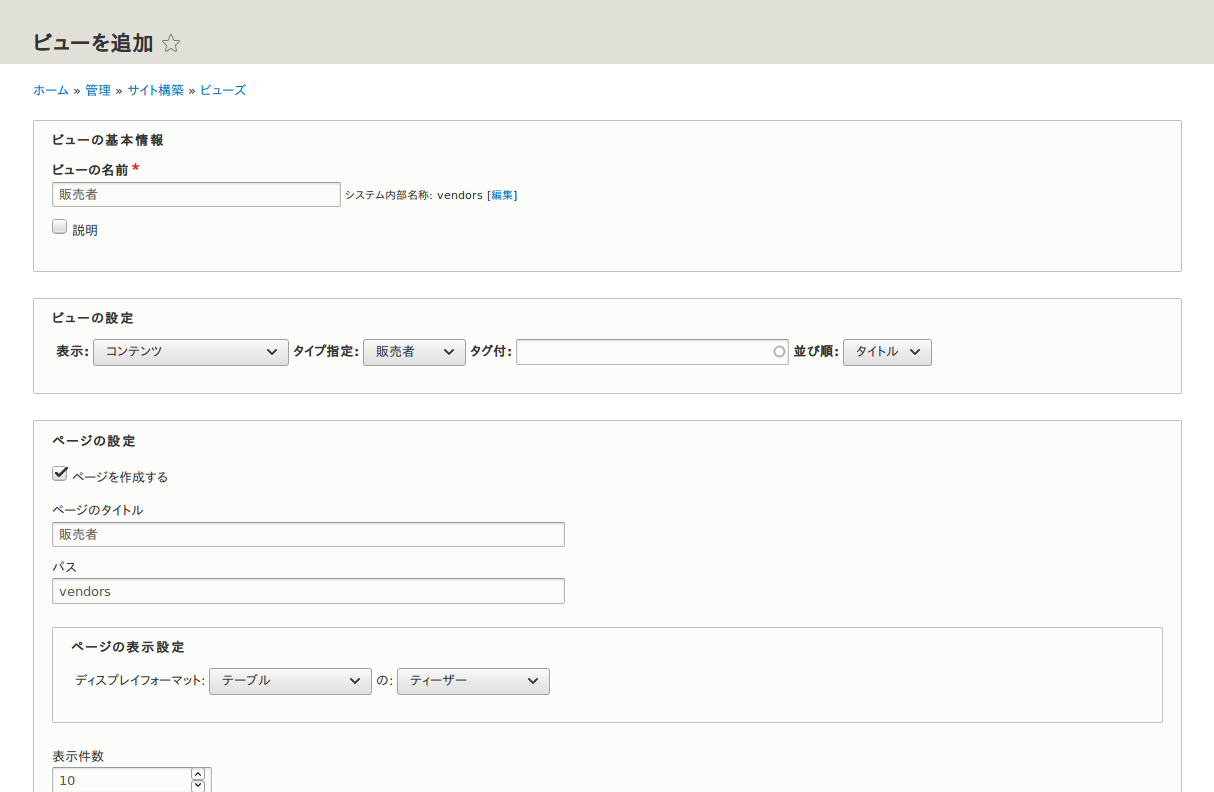 ビューを追加
ホーム » 管理 » サイト構築 » ビューズ
ビューの基本情報
ビューの名前 *
販売者 システム内部名称: vendors [編集]
説明
ビューの設定
表示: コンテンツ タイプ指定: 販売者 タグ付: 並び順: タイトル
ページの設定
ページを作成する
ページのタイトル
販売者
パス
vendors
ページの表示設定
ディスプレイフォーマット: テーブル の: ティーザー
表示件数
10